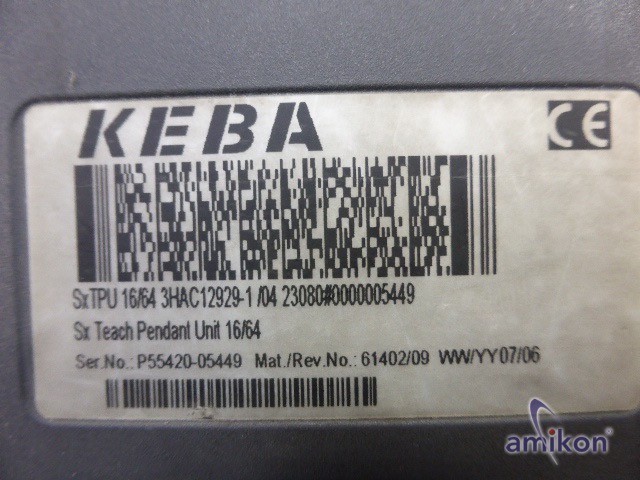 KEBA
CE
SxTPU 16/64 3HAC12929-1 /04 23080#0000005449
Sx Teach Pendant Unit 16/64
Ser.No.: P55420-05449 Mat./Rev.No.: 61402/09 WW/YY07/06
amikon®